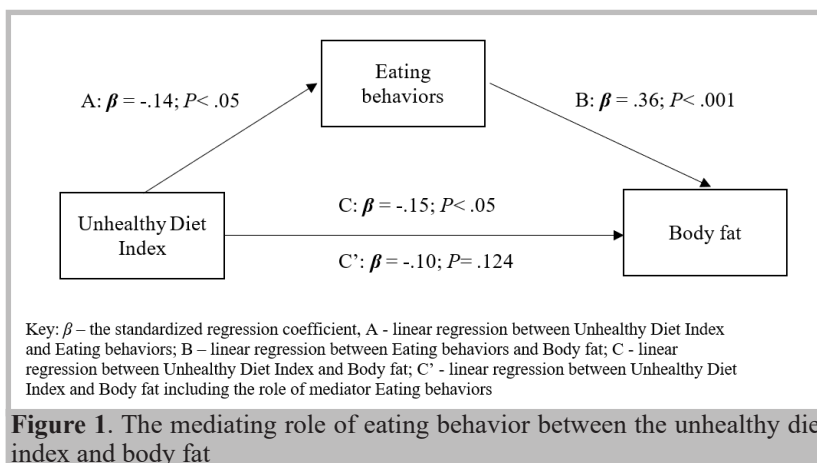 Eating
behaviors
A: β = -.14; P< .05
B: β = .36; P< .001
Unhealthy Diet
Index
C: β = -.15; P< .05
Body fat
C’: β = -.10; P= .124
Key: β – the standardized regression coefficient, A - linear regression between Unhealthy Diet Index
and Eating behaviors; B – linear regression between Eating behaviors and Body fat; C - linear
regression between Unhealthy Diet Index and Body fat; C’ - linear regression between Unhealthy Diet
Index and Body fat including the role of mediator Eating behaviors
Figure 1. The mediating role of eating behavior between the unhealthy die
index and body fat